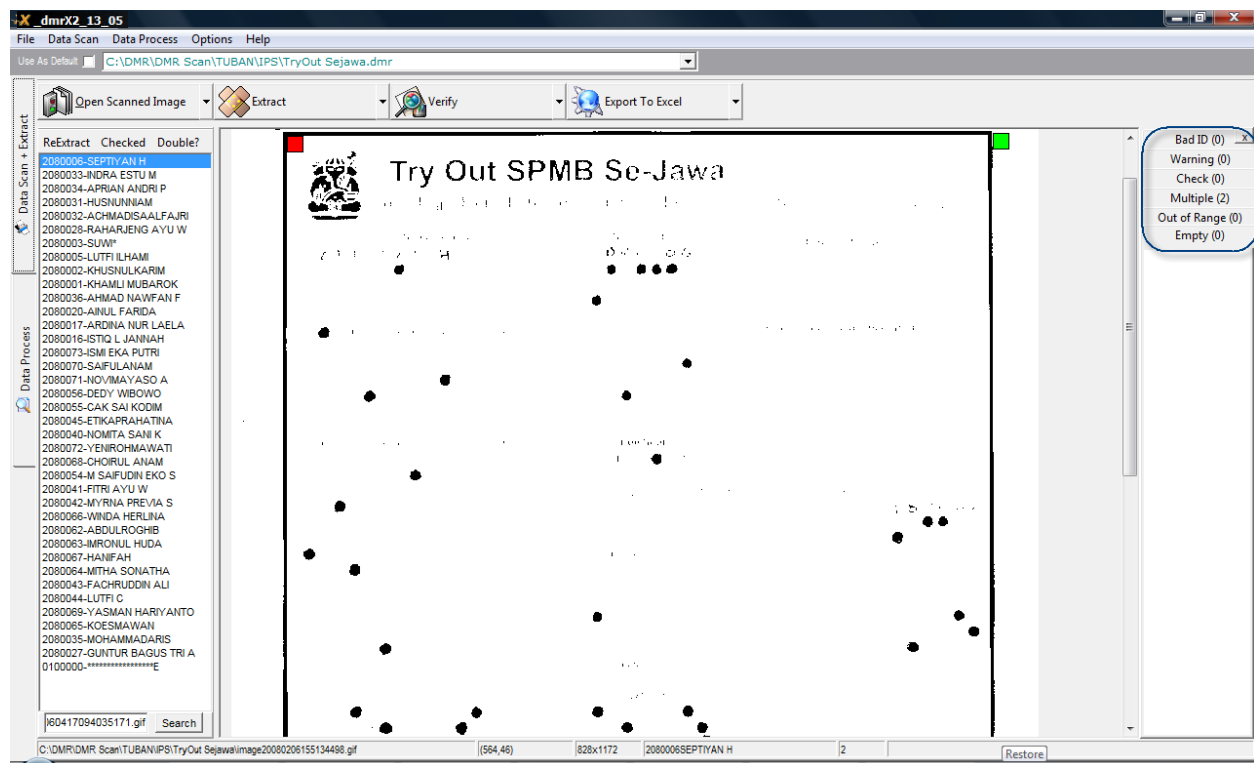 _dmrX2_13_05
File Data Scan Data Process Options Help
Use As Default C:\DMR\DMR Scan\TUBAN\IPS\TryOut Sejawa.dmr
Open Scanned Image Extract Verify Export To Excel
Data Scan + Extract
Data Process
ReExtract Checked Double?
2080006-SEPTIYAN H
2080033-INDRA ESTU M
2080034-APRIAN ANDRI P
2080031-HUSNUNNIAM
2080032-ACHMADISAALFAJRI
2080028-RAHARJENG AYU W
2080003-SUWI*
2080005-LUTFI ILHAMI
2080002-KHUSNULKARIM
2080001-KHAMLI MUBAROK
2080036-AHMAD NAWFAN F
2080020-AINUL FARIDA
2080017-ARDINA NUR LAELA
2080016-ISTIQ L JANNAH
2080073-ISMI EKA PUTRI
2080070-SAIFULANAM
2080071-NOVIMAYASO A
2080056-DEDY WIBOWO
2080055-CAK SAI KODIM
2080045-ETIKAPRAHATINA
2080040-NOMITA SANI K
2080072-YENIROHMAWATI
2080068-CHOIRUL ANAM
2080054-M SAIFUDIN EKO S
2080041-FITRI AYU W
2080042-MYRNA PREVIA S
2080066-WINDA HERLINA
2080062-ABDULROGHIB
2080063-IMRONUL HUDA
2080067-HANIFAH
2080064-MITHA SONATHA
2080043-FACHRUDDIN ALI
2080044-LUTFI C
2080069-YASMAN HARIYANTO
2080065-KOESMAWAN
2080035-MOHAMMADARIS
2080027-GUNTUR BAGUS TRI A
0100000-*****************E
060417094035171.gif Search
Try Out SPMB Se-Jawa
Bad ID (0) x
Warning (0)
Check (0)
Multiple (2)
Out of Range (0)
Empty (0)
C:\DMR\DMR Scan\TUBAN\IPS\TryOut Sejawa\image20080206155134498.gif (564,46) 828x1172 2080006SEPTIYAN H 2
Restore